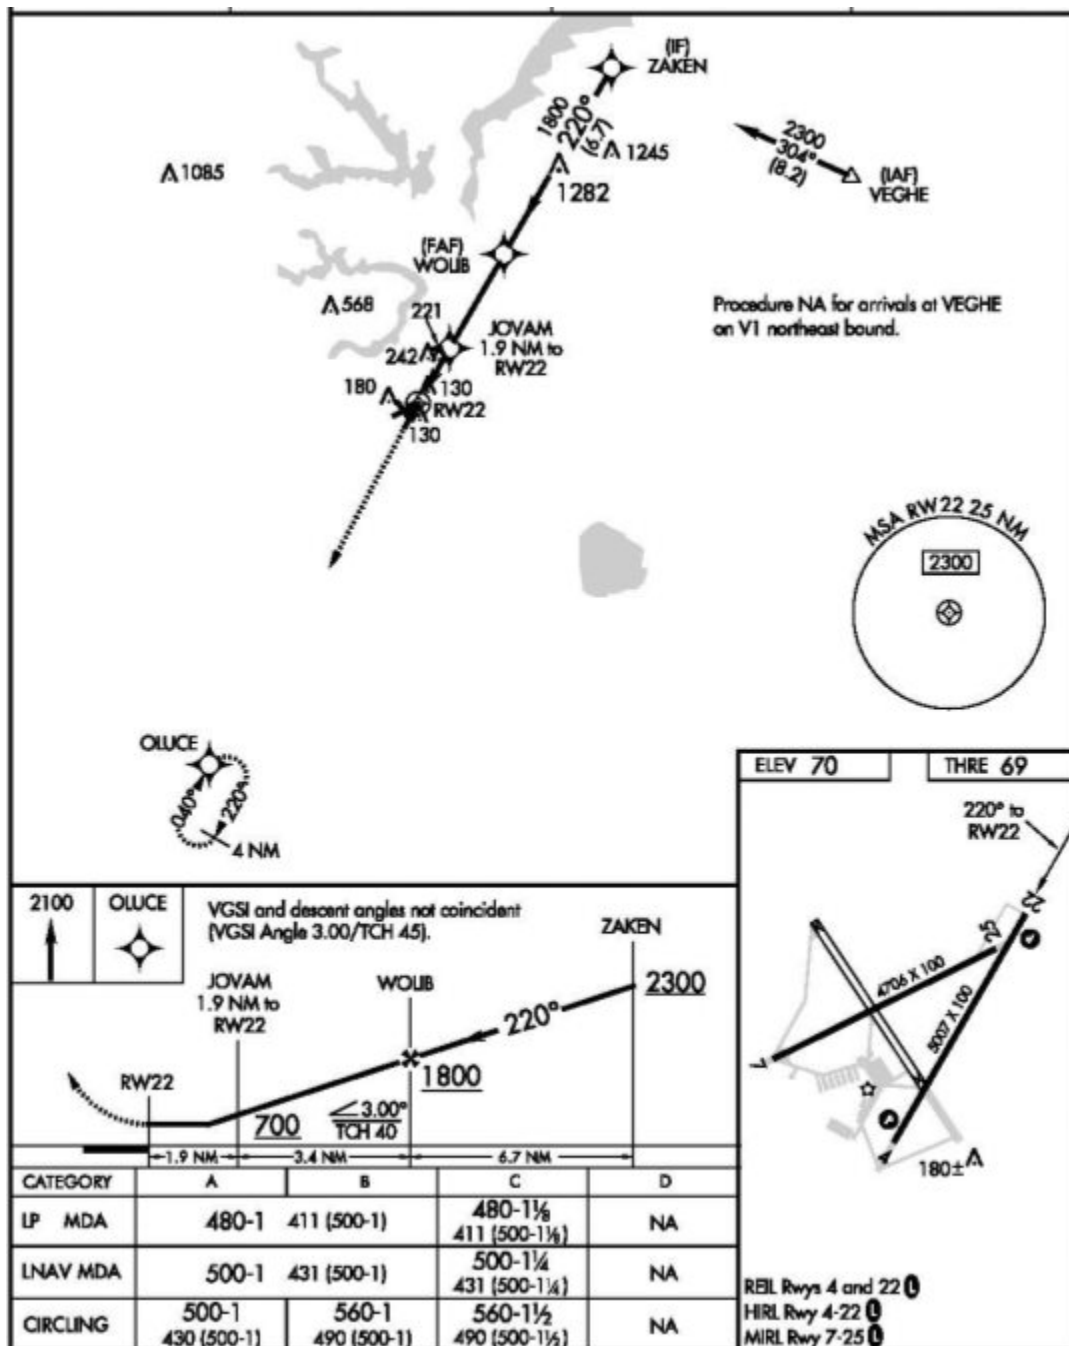 (IF)
ZAKEN
1800
220°
(6.7)
1245
1282
2300
304°
(8.2)
(IAF)
VEGHE
1085
(FAF)
WOLIB
568
221
JOVAM
1.9 NM to
RW22
242
180
130
RW22
130
Procedure NA for arrivals at VEGHE
on V1 northeast bound.
MSA RW22 25 NM
2300
OLUCE
040°
220°
4 NM
ELEV 70
THRE 69
220° to
RW22
22
25
4706 X 100
5007 X 100
7
4
180±
2100
OLUCE
VGSI and descent angles not coincident
(VGSI Angle 3.00/TCH 45).
ZAKEN
JOVAM
1.9 NM to
RW22
WOLIB
2300
220°
RW22
1800
700
3.00°
TCH 40
1.9 NM 3.4 NM 6.7 NM
CATEGORY A B C D
LP MDA 480-1 411 (500-1) 480-1⅛ 411 (500-1⅛) NA
LNAV MDA 500-1 431 (500-1) 500-1¼ 431 (500-1¼) NA
CIRCLING 500-1 430 (500-1) 560-1 490 (500-1) 560-1½ 490 (500-1½) NA
REIL Rwys 4 and 22 L
HIRL Rwy 4-22 L
MIRL Rwy 7-25 L